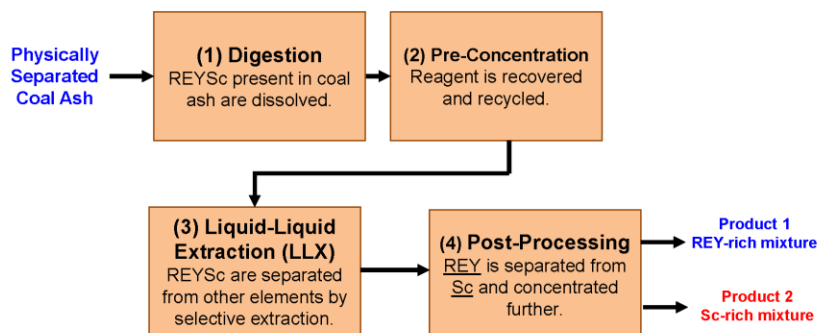 Physically
Separated
Coal Ash
(1) Digestion
REYSc present in coal
ash are dissolved.
(2) Pre-Concentration
Reagent is recovered
and recycled.
(3) Liquid-Liquid
Extraction (LLX)
REYSc are separated
from other elements by
selective extraction.
(4) Post-Processing
REY is separated from
Sc and concentrated
further.
Product 1
REY-rich mixture
Product 2
Sc-rich mixture